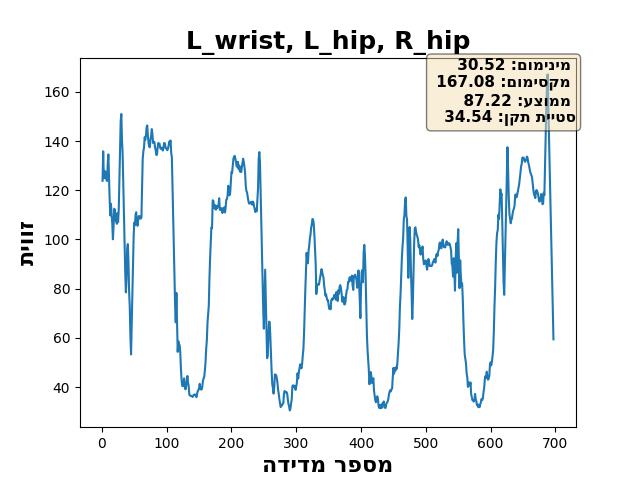 L_wrist, L_hip, R_hip
מינימום: 30.52
מקסימום: 167.08
ממוצע: 87.22
סטיית תקן: 34.54
160
140
120
100
80
60
40
זווית
0 100 200 300 400 500 600 700
מספר מדידה